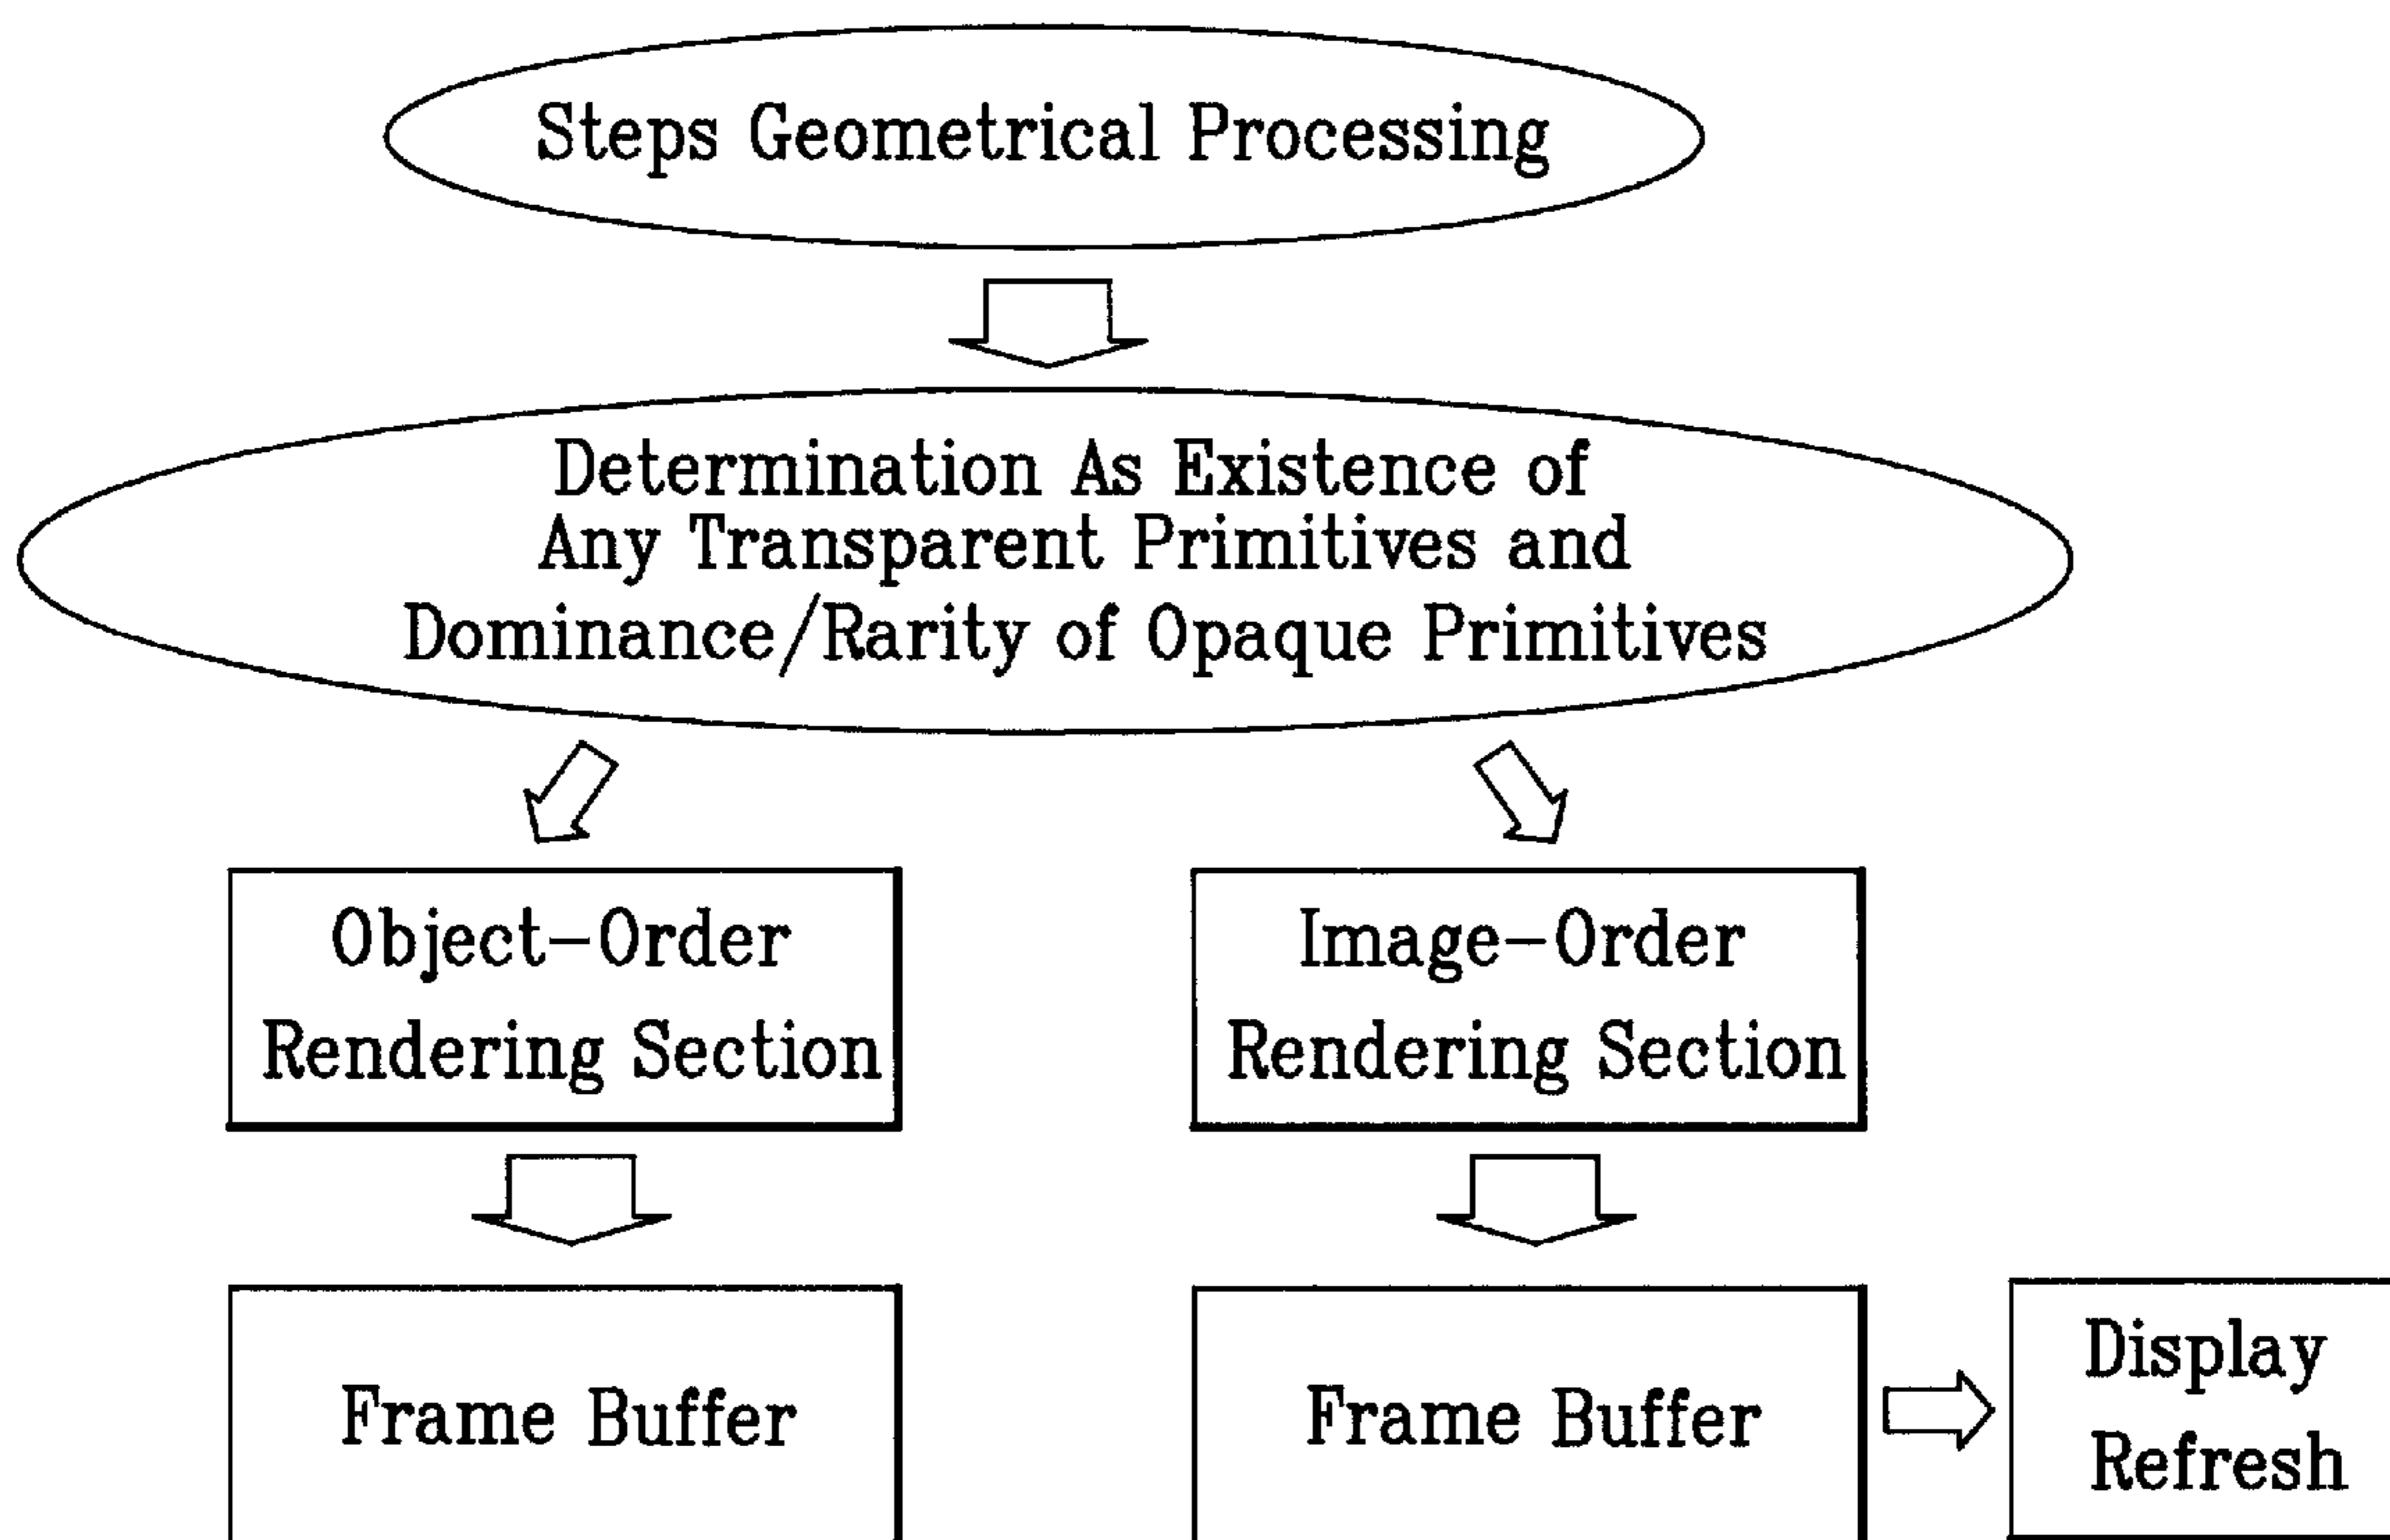 Steps Geometrical Processing
Determination As Existence of
Any Transparent Primitives and
Dominance/Rarity of Opaque Primitives
Object-Order
Rendering Section
Image-Order
Rendering Section
Frame Buffer
Frame Buffer
Display
Refresh